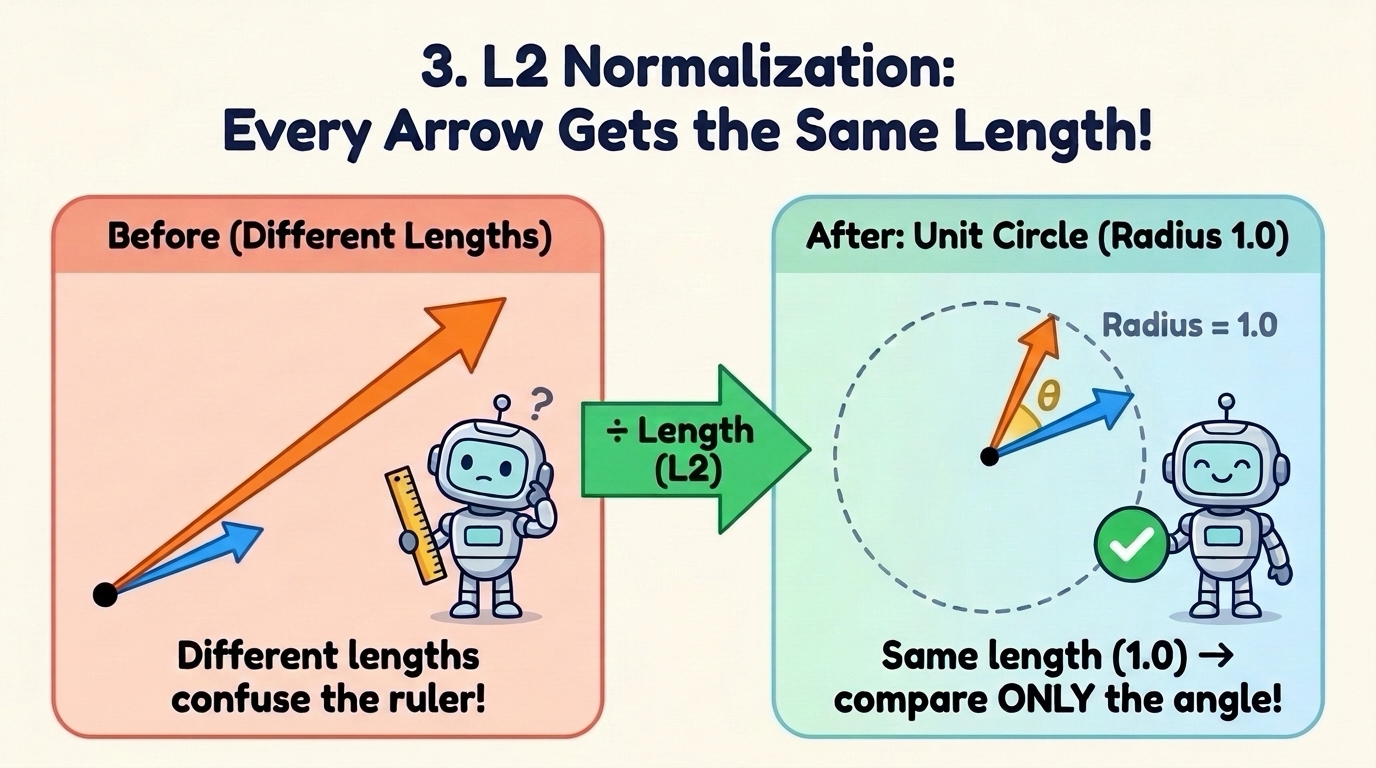 3. L2 Normalization:
Every Arrow Gets the Same Length!
Before (Different Lengths)
?
Different lengths
confuse the ruler!
÷ Length
(L2)
After: Unit Circle (Radius 1.0)
Radius = 1.0
θ
Same length (1.0) →
compare ONLY the angle!